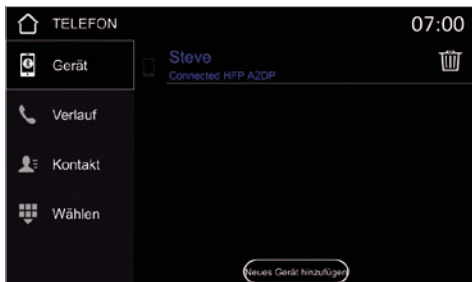 TELEFON
07:00
Gerät
Steve
Connected HFP A2DP
Verlauf
Kontakt
Wählen
Neues Gerät hinzufügen